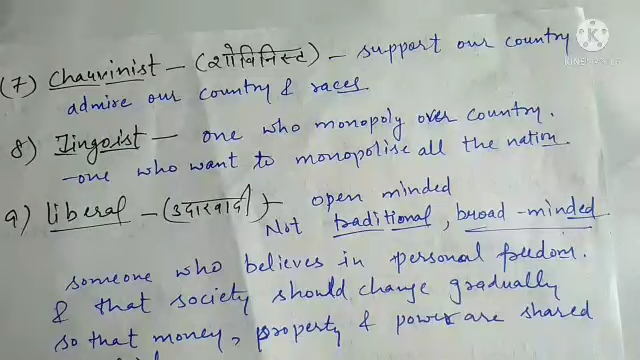 (7) Chauvinist – (शोविनिस्ट) – support our country
admire our country & races
8) Jingoist – one who monopoly over country.
– one who want to monopolise all the nation
9) liberal – (उदारवादी) – open minded
Not traditional, broad-minded
someone who believes in personal freedom.
& that society should change gradually
so that money, property & power are shared